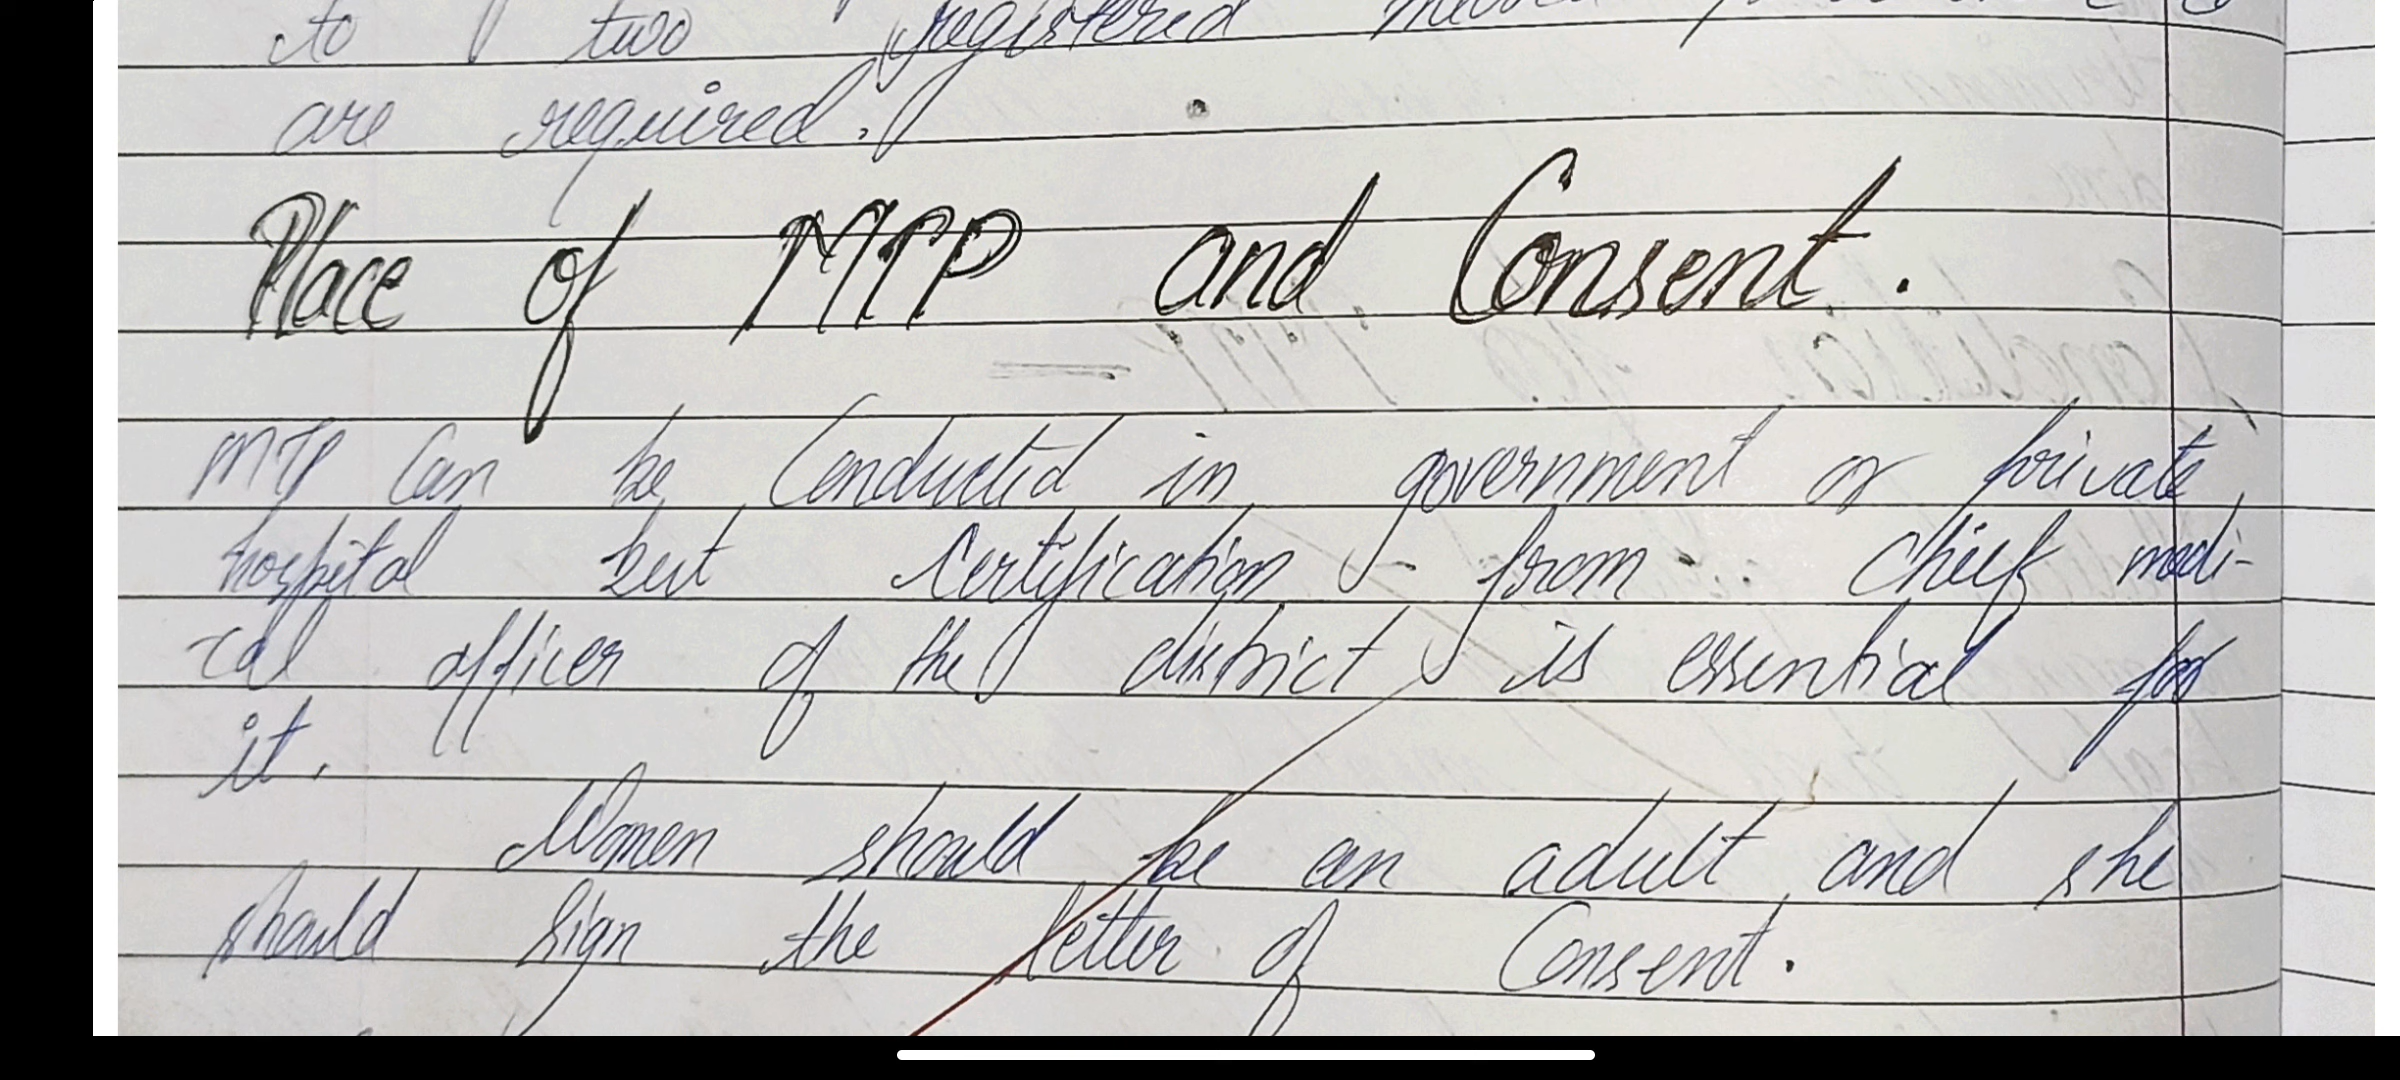 to two registered
are required.
Place of MTP and Consent.
MTP Can be Conducted in government or private
hospital but Certification from chief medi-
cal officer of the district is essential for
it.
Women should be an adult and she
should sign the letter of Consent.